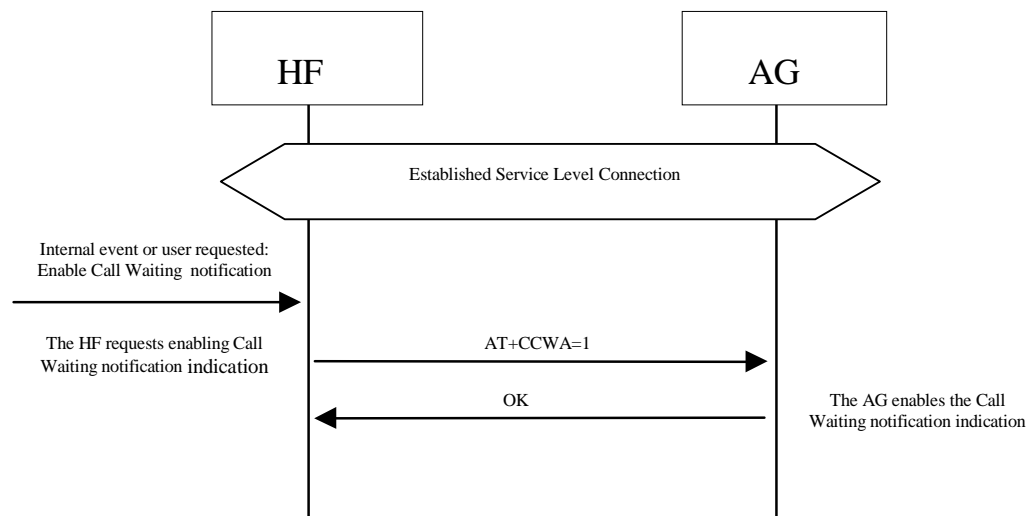 HF
AG
Established Service Level Connection
Internal event or user requested:
Enable Call Waiting notification
The HF requests enabling Call
Waiting notification indication
AT+CCWA=1
OK
The AG enables the Call
Waiting notification indication